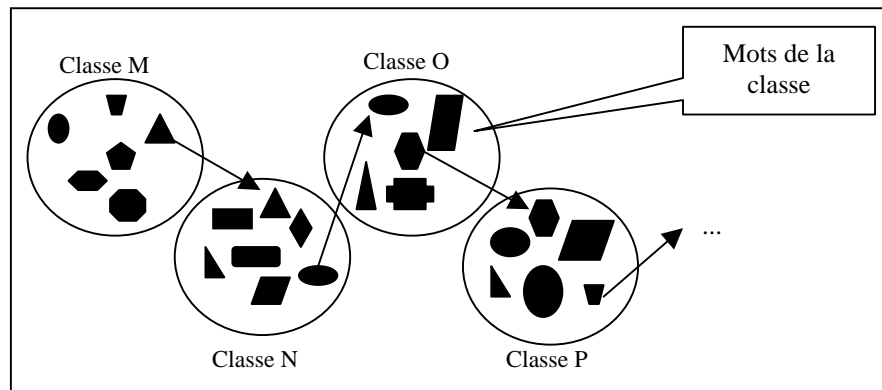 Classe M
Classe O
Mots de la
classe
...
Classe N
Classe P